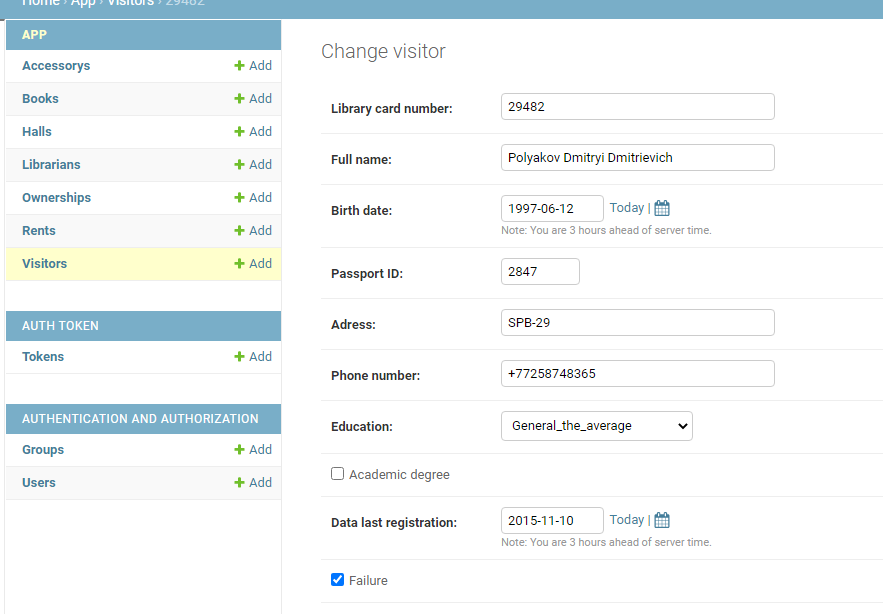 Home › App › Visitors › 29482
APP
Accessorys + Add
Books + Add
Halls + Add
Librarians + Add
Ownerships + Add
Rents + Add
Visitors + Add
AUTH TOKEN
Tokens + Add
AUTHENTICATION AND AUTHORIZATION
Groups + Add
Users + Add
Change visitor
Library card number: 29482
Full name: Polyakov Dmitryi Dmitrievich
Birth date: 1997-06-12 Today |
Note: You are 3 hours ahead of server time.
Passport ID: 2847
Adress: SPB-29
Phone number: +77258748365
Education: General_the_average
Academic degree
Data last registration: 2015-11-10 Today |
Note: You are 3 hours ahead of server time.
Failure